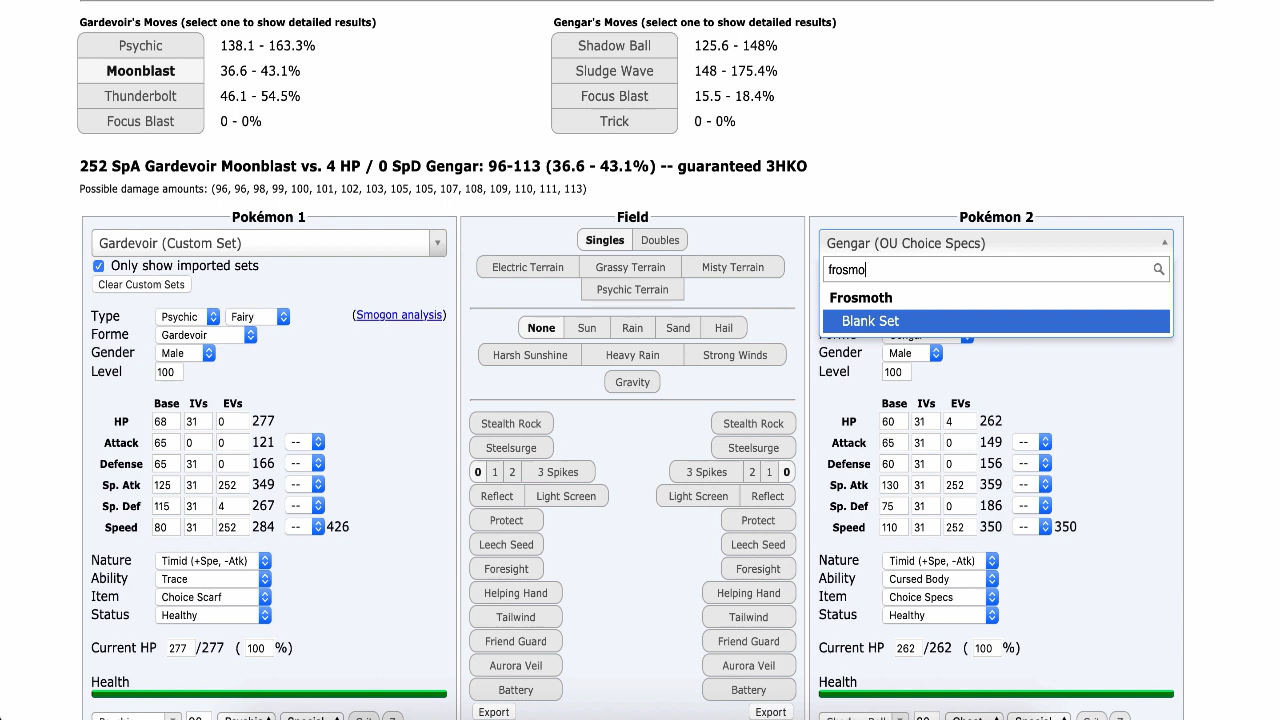 Gardevoir's Moves (select one to show detailed results)
Gengar's Moves (select one to show detailed results)
Psychic 138.1 - 163.3%
Shadow Ball 125.6 - 148%
Moonblast 36.6 - 43.1%
Sludge Wave 148 - 175.4%
Thunderbolt 46.1 - 54.5%
Focus Blast 15.5 - 18.4%
Focus Blast 0 - 0%
Trick 0 - 0%
252 SpA Gardevoir Moonblast vs. 4 HP / 0 SpD Gengar: 96-113 (36.6 - 43.1%) -- guaranteed 3HKO
Possible damage amounts: (96, 96, 98, 99, 100, 101, 102, 103, 105, 105, 107, 108, 109, 110, 111, 113)
Pokémon 1
Gardevoir (Custom Set)
Only show imported sets
Clear Custom Sets
Type Psychic Fairy (Smogon analysis)
Forme Gardevoir
Gender Male
Level 100
Base IVs EVs
HP 68 31 0 277
Attack 65 0 0 121 --
Defense 65 31 0 166 --
Sp. Atk 125 31 252 349 --
Sp. Def 115 31 4 267 --
Speed 80 31 252 284 -- 426
Nature Timid (+Spe, -Atk)
Ability Trace
Item Choice Scarf
Status Healthy
Current HP 277 /277 ( 100 %)
Health
Field
Singles Doubles
Electric Terrain Grassy Terrain Misty Terrain
Psychic Terrain
None Sun Rain Sand Hail
Harsh Sunshine Heavy Rain Strong Winds
Gravity
Stealth Rock Stealth Rock
Steelsurge Steelsurge
0 1 2 3 Spikes 3 Spikes 2 1 0
Reflect Light Screen Light Screen Reflect
Protect Protect
Leech Seed Leech Seed
Foresight Foresight
Helping Hand Helping Hand
Tailwind Tailwind
Friend Guard Friend Guard
Aurora Veil Aurora Veil
Battery Battery
Export Export
Pokémon 2
Gengar (OU Choice Specs)
frosmo
Frosmoth
Blank Set
Gender Male
Level 100
Base IVs EVs
HP 60 31 4 262
Attack 65 31 0 149 --
Defense 60 31 0 156 --
Sp. Atk 130 31 252 359 --
Sp. Def 75 31 0 186 --
Speed 110 31 252 350 -- 350
Nature Timid (+Spe, -Atk)
Ability Cursed Body
Item Choice Specs
Status Healthy
Current HP 262 /262 ( 100 %)
Health